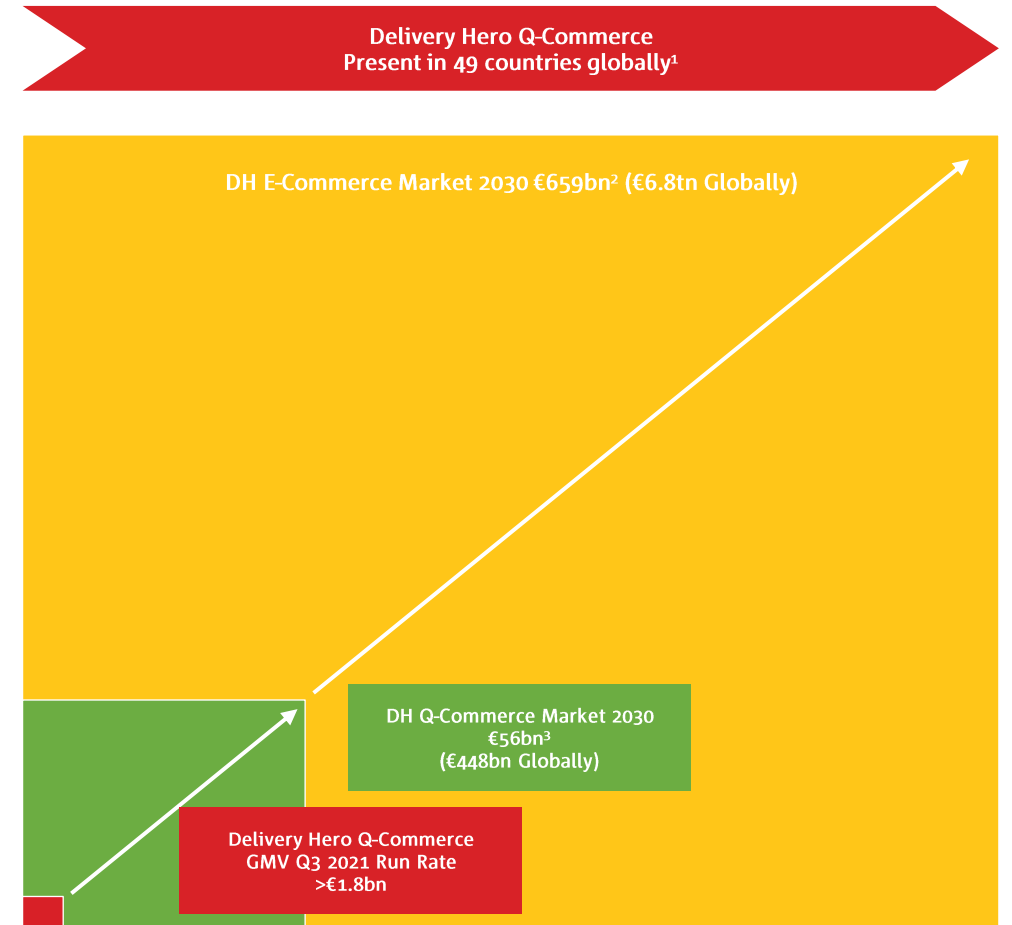 Delivery Hero Q-Commerce
Present in 49 countries globally¹
DH E-Commerce Market 2030 €659bn² (€6.8tn Globally)
DH Q-Commerce Market 2030
€56bn³
(€448bn Globally)
Delivery Hero Q-Commerce
GMV Q3 2021 Run Rate
>€1.8bn